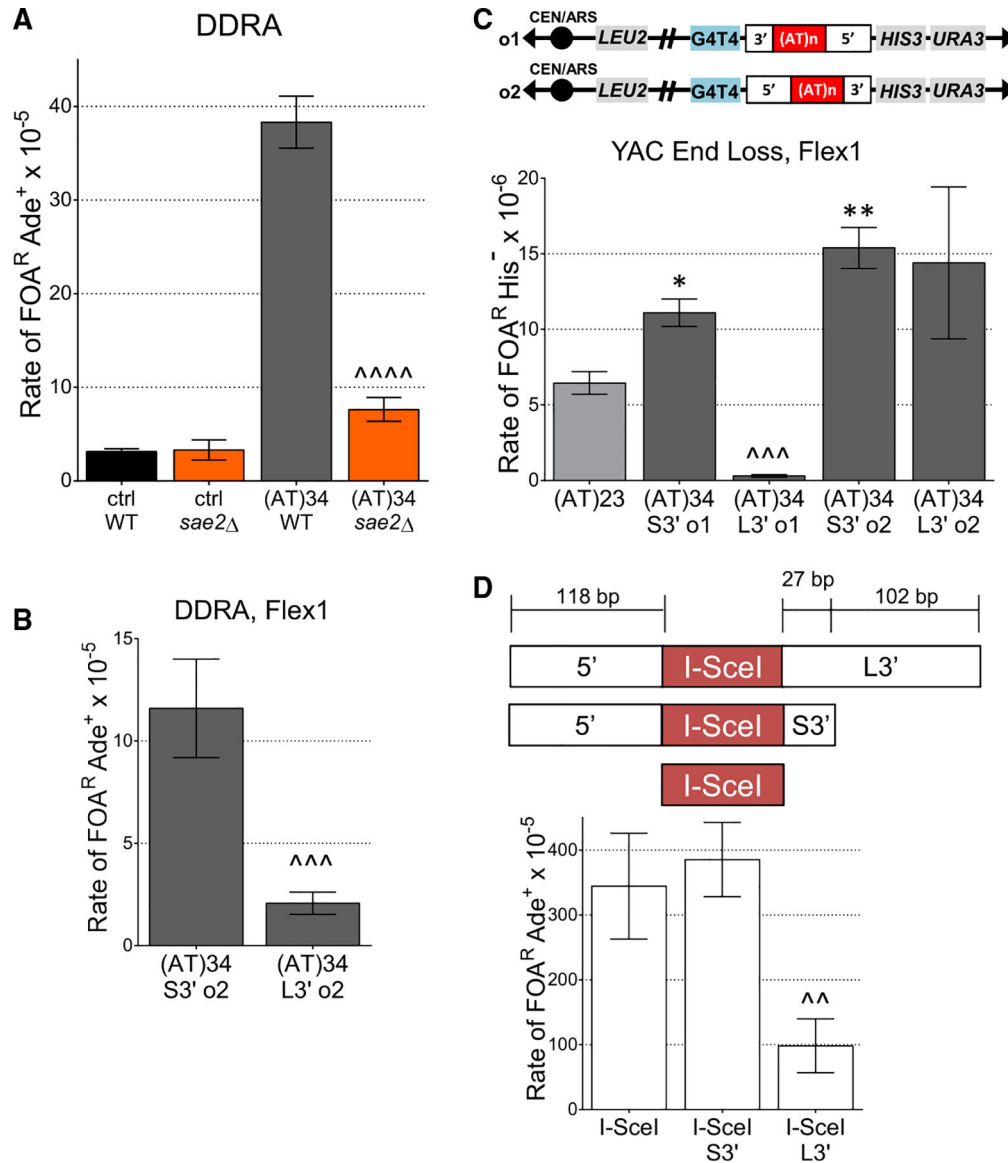 A
DDRA
Rate of FOA^R Ade^+ x 10^-5
40
30
20
10
0
ctrl WT
ctrl sae2Δ
(AT)34 WT
(AT)34 sae2Δ
^^^^
B
DDRA, Flex1
Rate of FOA^R Ade^+ x 10^-5
15
10
5
0
^^^
(AT)34 S3' o2
(AT)34 L3' o2
C
CEN/ARS
o1 LEU2 // G4T4 3' (AT)n 5' HIS3 URA3
CEN/ARS
o2 LEU2 // G4T4 5' (AT)n 3' HIS3 URA3
YAC End Loss, Flex1
Rate of FOA^R His^- x 10^-6
20
15
10
5
0
*
^^^
**
(AT)23
(AT)34 S3' o1
(AT)34 L3' o1
(AT)34 S3' o2
(AT)34 L3' o2
D
27 bp
118 bp
102 bp
5' I-SceI L3'
5' I-SceI S3'
I-SceI
Rate of FOA^R Ade^+ x 10^-5
400
300
200
100
0
^^
I-SceI
I-SceI S3'
I-SceI L3'